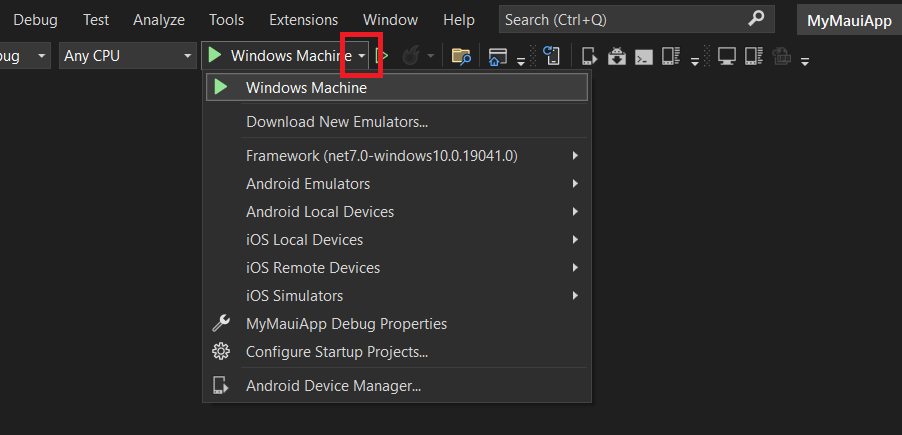 Debug Test Analyze Tools Extensions Window Help Search (Ctrl+Q) MyMauiApp
ug Any CPU Windows Machine
Windows Machine
Download New Emulators...
Framework (net7.0-windows10.0.19041.0)
Android Emulators
Android Local Devices
iOS Local Devices
iOS Remote Devices
iOS Simulators
MyMauiApp Debug Properties
Configure Startup Projects...
Android Device Manager...